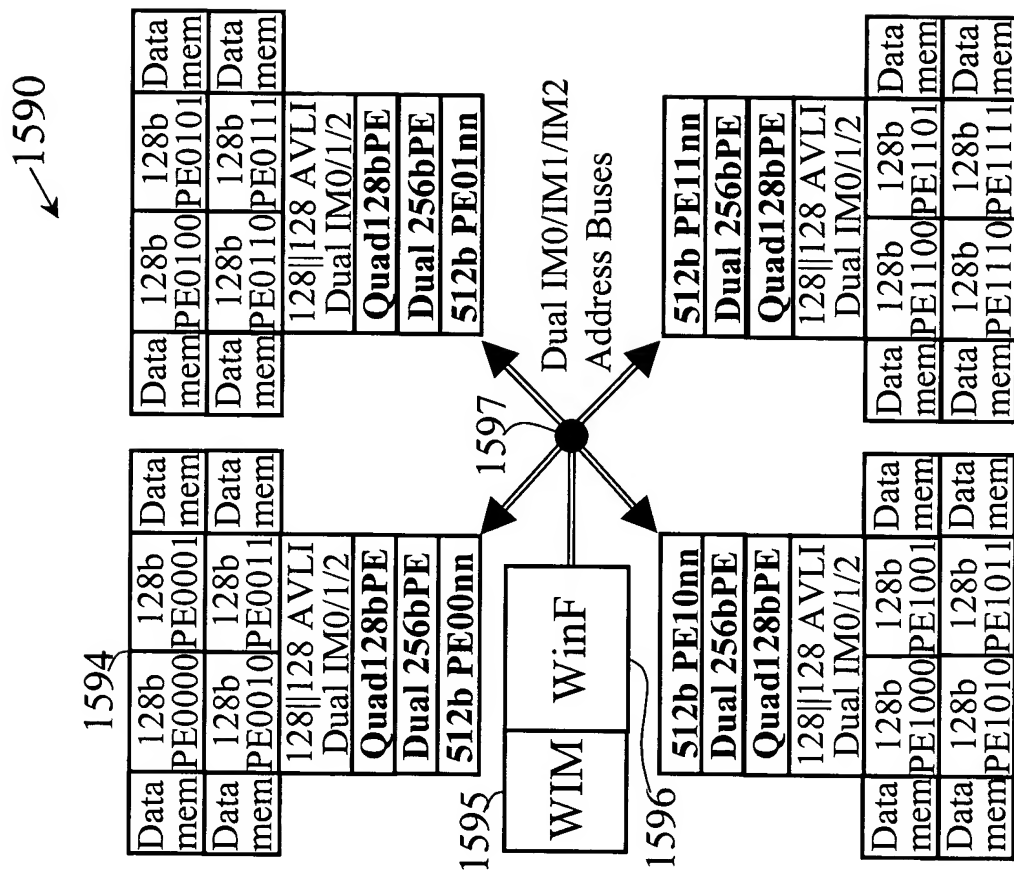 1590
1594
Data mem
128b PE0000
128b PE0001
Data mem
Data mem
128b PE0010
128b PE0011
Data mem
128||128 AVLI
Dual IM0/1/2
Quad128bPE
Dual 256bPE
512b PE00nn
Data mem
128b PE0100
128b PE0101
Data mem
Data mem
128b PE0110
128b PE0111
Data mem
128||128 AVLI
Dual IM0/1/2
Quad128bPE
Dual 256bPE
512b PE01nn
1595
WIM
WinF
1596
1597
Dual IM0/IM1/IM2
Address Buses
512b PE10nn
Dual 256bPE
Quad128bPE
128||128 AVLI
Dual IM0/1/2
Data mem
128b PE1000
128b PE1001
Data mem
Data mem
128b PE1010
128b PE1011
Data mem
512b PE11nn
Dual 256bPE
Quad128bPE
128||128 AVLI
Dual IM0/1/2
Data mem
128b PE1100
128b PE1101
Data mem
Data mem
128b PE1110
128b PE1111
Data mem